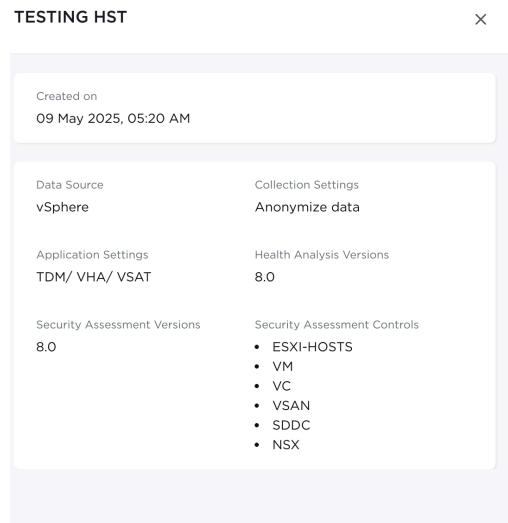 TESTING HST
Created on
09 May 2025, 05:20 AM
Data Source
vSphere
Collection Settings
Anonymize data
Application Settings
TDM/ VHA/ VSAT
Health Analysis Versions
8.0
Security Assessment Versions
8.0
Security Assessment Controls
• ESXI-HOSTS
• VM
• VC
• VSAN
• SDDC
• NSX